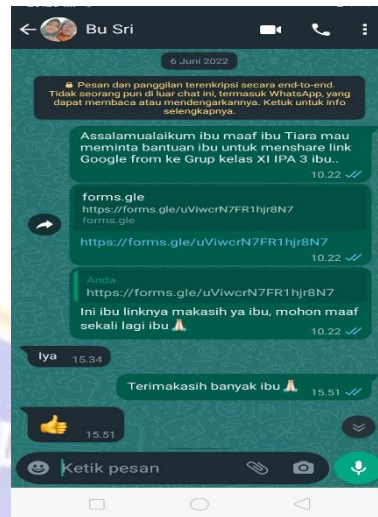 Bu Sri
6 Juni 2022
Pesan dan panggilan terenkripsi secara end-to-end.
Tidak seorang pun di luar chat ini, termasuk WhatsApp, yang
dapat membaca atau mendengarkannya. Ketuk untuk info
selengkapnya.
Assalamualaikum ibu maaf ibu Tiara mau
meminta bantuan ibu untuk menshare link
Google from ke Grup kelas XI IPA 3 ibu..
10.22
forms.gle
https://forms.gle/uViwcrN7FR1hjr8N7
forms.gle
https://forms.gle/uViwcrN7FR1hjr8N7
10.22
Anda
https://forms.gle/uViwcrN7FR1hjr8N7
Ini ibu linknya makasih ya ibu, mohon maaf
sekali lagi ibu 🙏🏻
10.22
Iya 15.34
Terimakasih banyak ibu 🙏🏻 15.51
👍 15.51
Ketik pesan